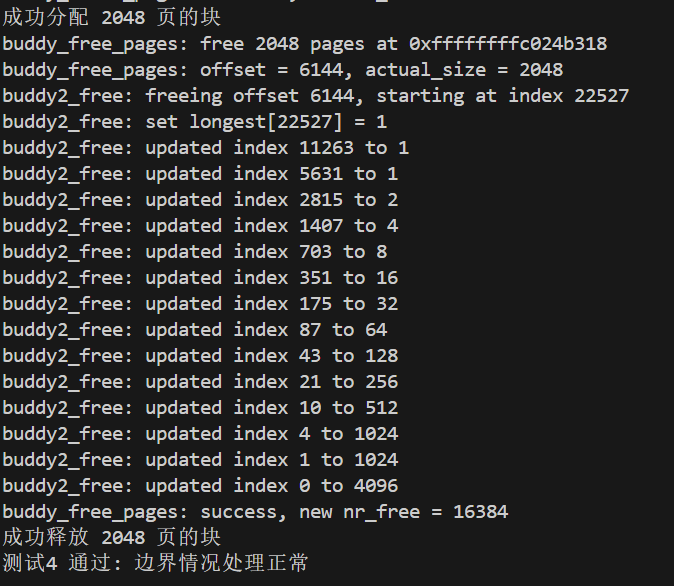 成功分配 2048 页的块
buddy_free_pages: free 2048 pages at 0xffffffffc024b318
buddy_free_pages: offset = 6144, actual_size = 2048
buddy2_free: freeing offset 6144, starting at index 22527
buddy2_free: set longest[22527] = 1
buddy2_free: updated index 11263 to 1
buddy2_free: updated index 5631 to 1
buddy2_free: updated index 2815 to 2
buddy2_free: updated index 1407 to 4
buddy2_free: updated index 703 to 8
buddy2_free: updated index 351 to 16
buddy2_free: updated index 175 to 32
buddy2_free: updated index 87 to 64
buddy2_free: updated index 43 to 128
buddy2_free: updated index 21 to 256
buddy2_free: updated index 10 to 512
buddy2_free: updated index 4 to 1024
buddy2_free: updated index 1 to 1024
buddy2_free: updated index 0 to 4096
buddy_free_pages: success, new nr_free = 16384
成功释放 2048 页的块
测试4 通过: 边界情况处理正常